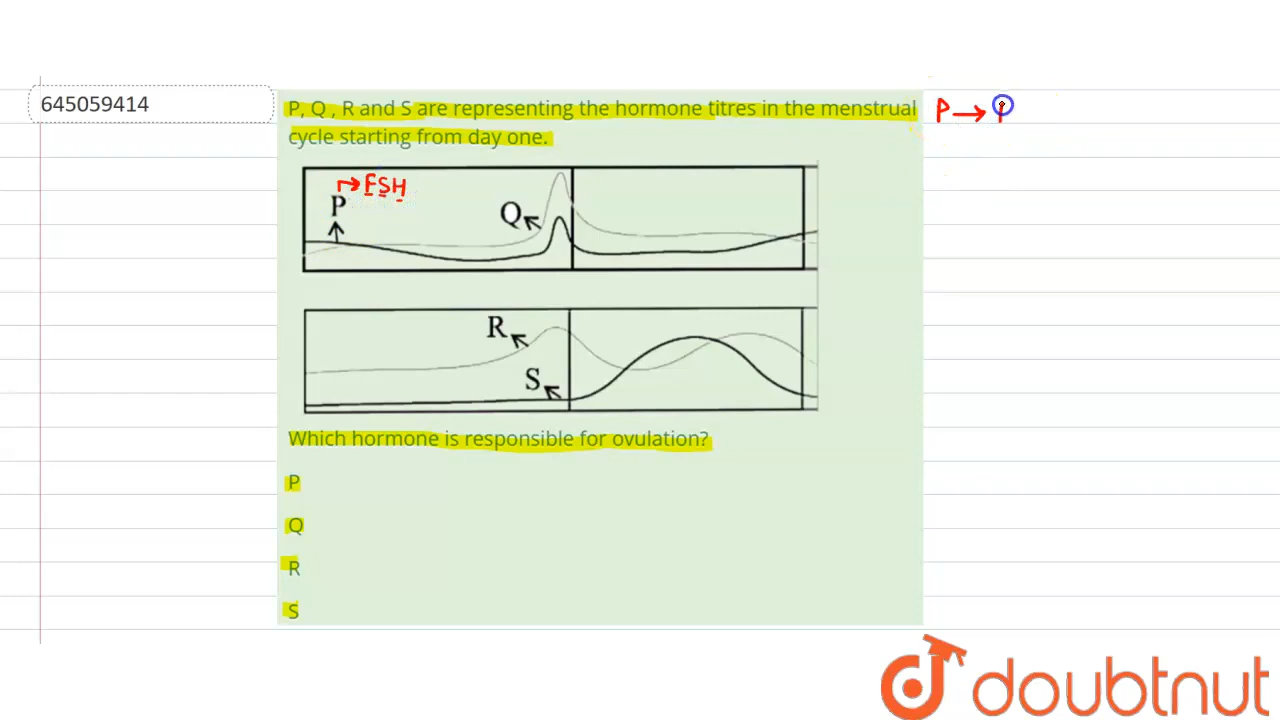 645059414
P, Q , R and S are representing the hormone titres in the menstrual
cycle starting from day one.
P →
→ FSH
P
Q
R
S
Which hormone is responsible for ovulation?
P
Q
R
S
doubtnut